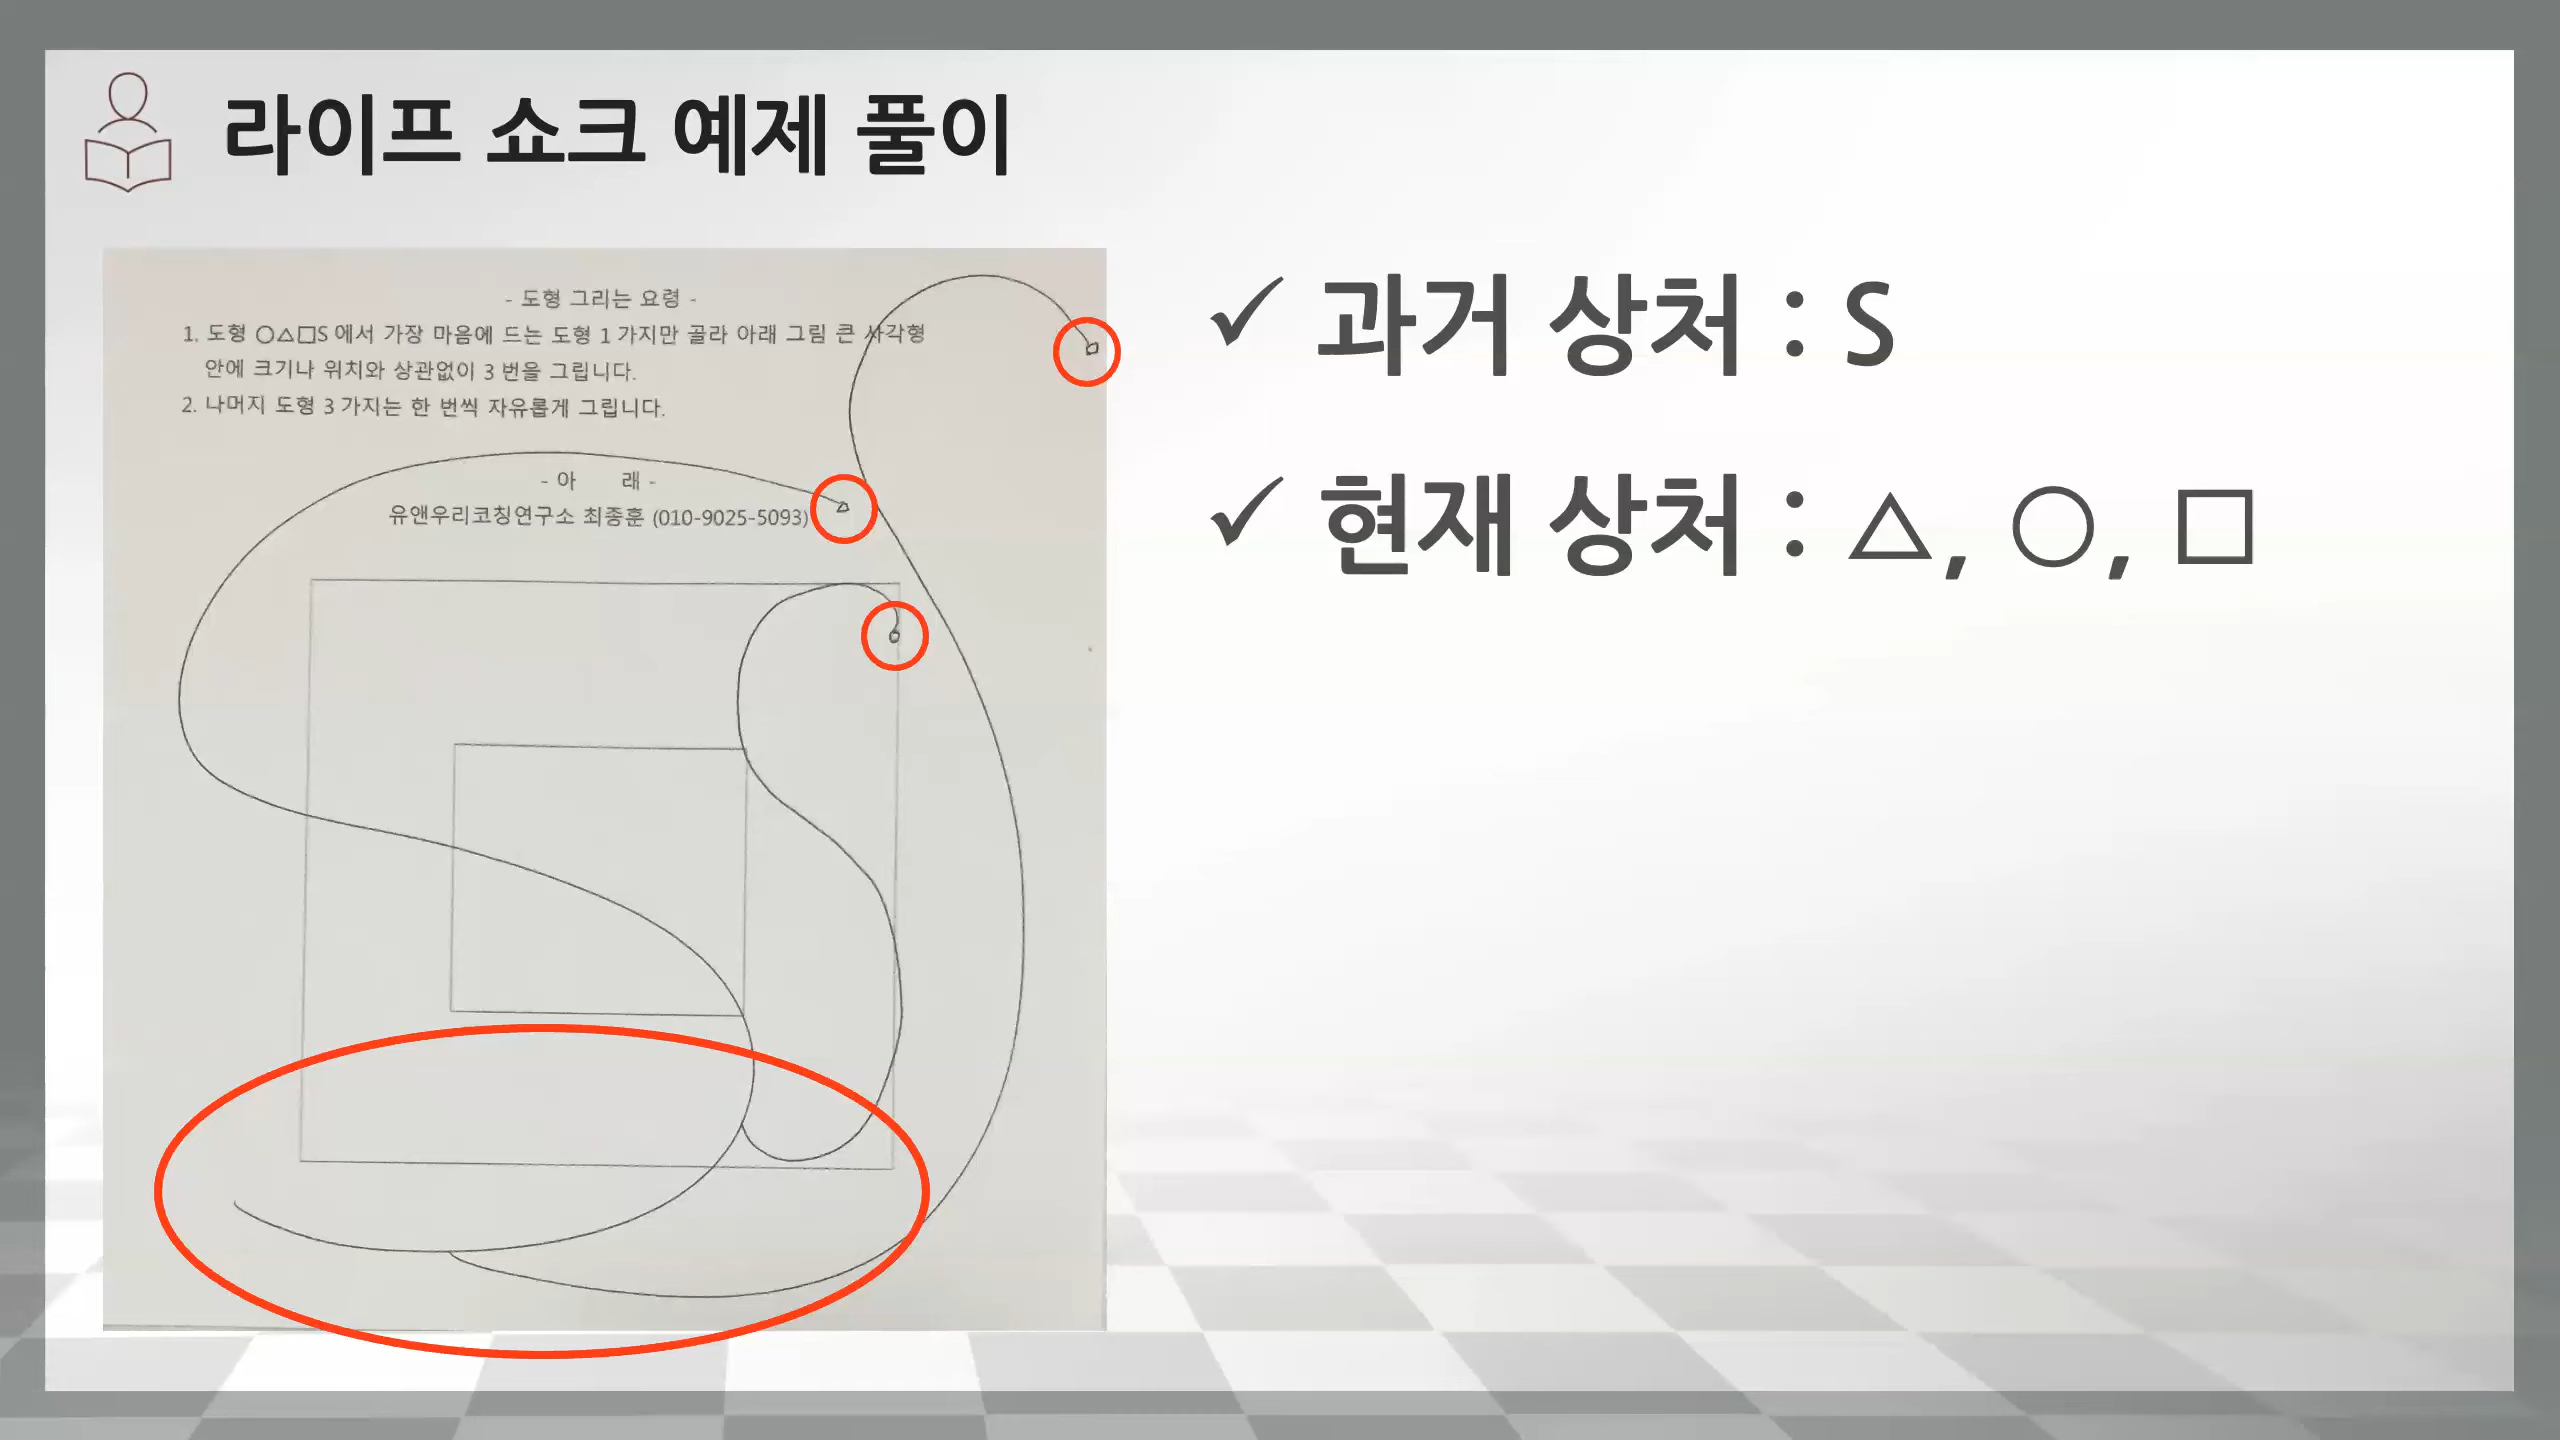 라이프 쇼크 예제 풀이
- 도형 그리는 요령 -
1. 도형 ○△□S 에서 가장 마음에 드는 도형 1 가지만 골라 아래 그림 큰 사각형
안에 크기나 위치와 상관없이 3 번을 그립니다.
2. 나머지 도형 3 가지는 한 번씩 자유롭게 그립니다.
- 아 래 -
유앤우리코칭연구소 최종훈 (010-9025-5093)
✓ 과거 상처 : S
✓ 현재 상처 : △, ○, □